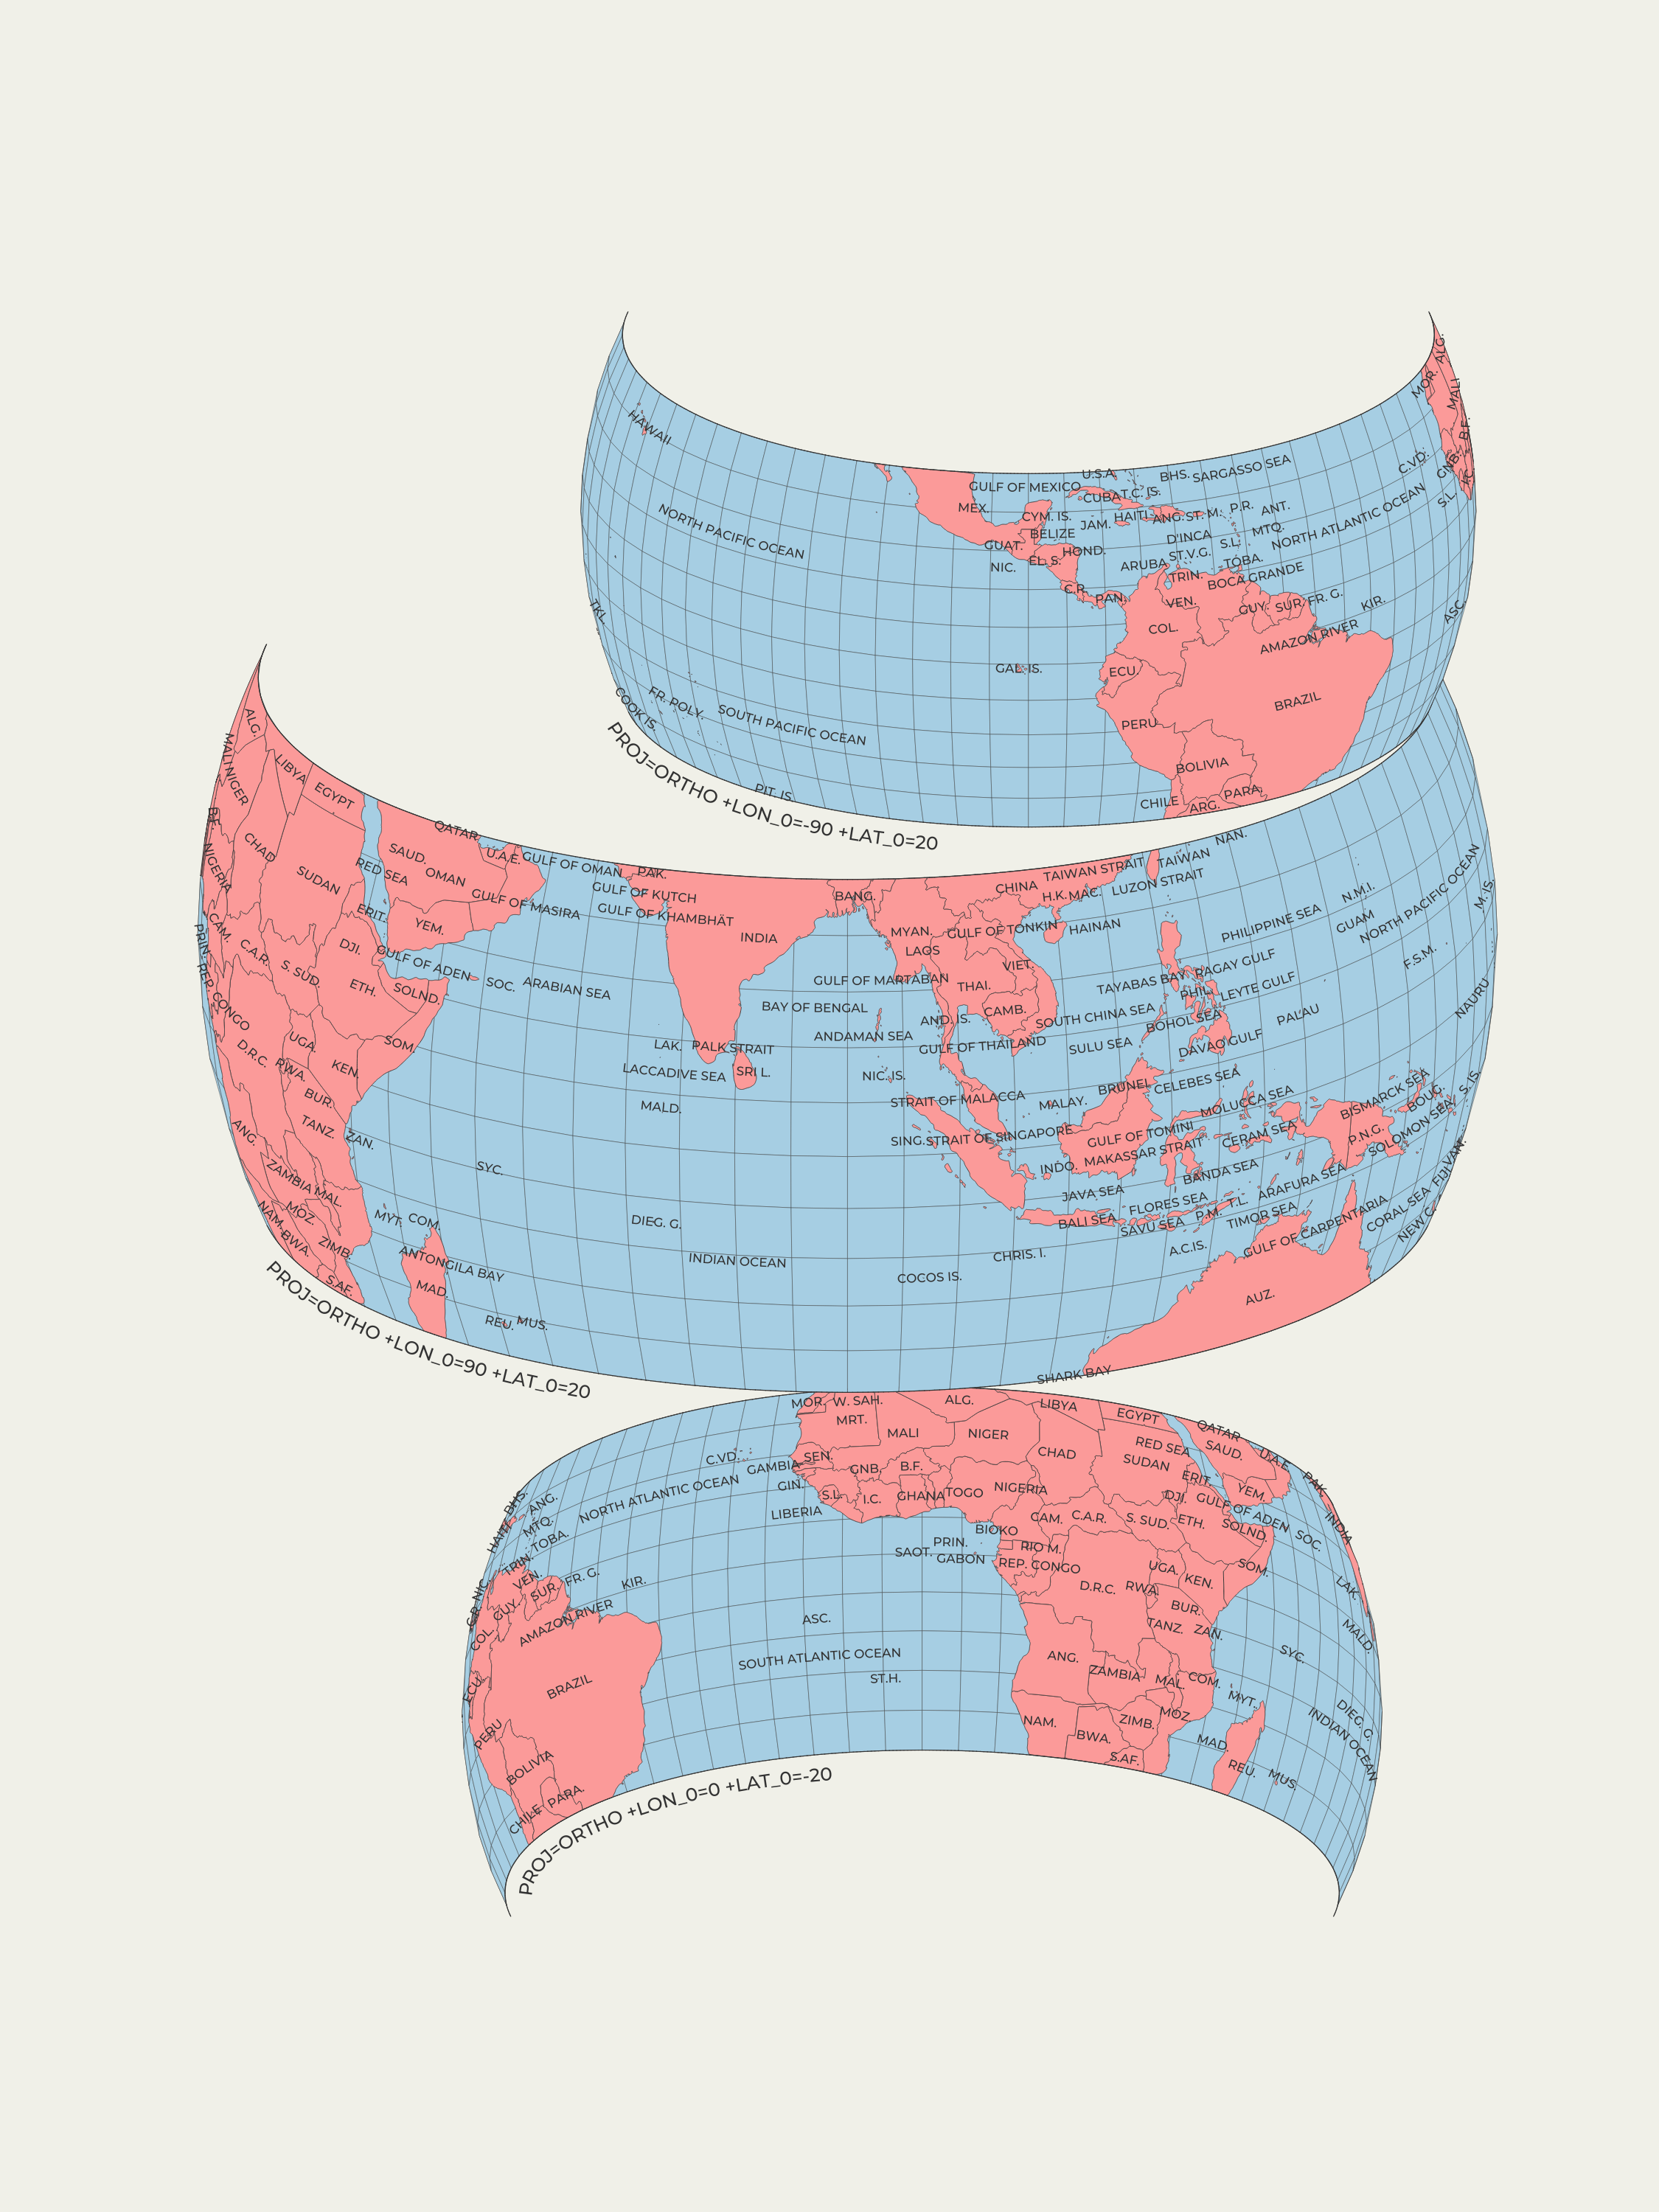 HAWAII
NORTH PACIFIC OCEAN
TKL.
COOK IS.
FR. POLY.
SOUTH PACIFIC OCEAN
PIT. IS.
GULF OF MEXICO
U.S.A.
BHS.
SARGASSO SEA
MEX.
CUBA
T.C. IS.
CYM. IS.
JAM.
HAITI
ANG.
ST. M.
P.R.
ANT.
BELIZE
D'INCA
MTQ.
NORTH ATLANTIC OCEAN
GUAT.
HOND.
EL. S.
NIC.
ARUBA
ST.V.G.
S.L.
TOBA.
C.R.
PAN.
TRIN.
BOCA GRANDE
VEN.
GUY.
SUR.
FR. G.
KIR.
COL.
AMAZON RIVER
GAL. IS.
ECU.
BRAZIL
PERU
BOLIVIA
CHILE
ARG.
PARA.
MOR.
ALG.
MALI
B.F.
C.VD.
GNB.
I.C.
S.L.
ASC.
PROJ=ORTHO +LON_0=-90 +LAT_0=20
ALG.
MALI
NIGER
LIBYA
EGYPT
B.F.
NIGERIA
CHAD
SUDAN
RED SEA
SAUD.
OMAN
QATAR
U.A.E.
GULF OF OMAN
PAK.
GULF OF KUTCH
GULF OF MASIRA
GULF OF KHAMBHÄT
ERIT.
YEM.
INDIA
BANG.
CAM.
PRIN.
C.A.R.
S. SUD.
DJI.
GULF OF ADEN
ETH.
SOLND.
SOC.
ARABIAN SEA
REP. CONGO
D.R.C.
UGA.
RWA.
KEN.
SOM.
BUR.
TANZ.
ZAN.
ANG.
ZAMBIA
MAL.
MOZ.
NAM.
BWA.
ZIMB.
S.AF.
MYT.
COM.
ANTONGILA BAY
MAD.
REU.
MUS.
SYC.
LAK.
PALK STRAIT
LACCADIVE SEA
SRI L.
MALD.
DIEG. G.
INDIAN OCEAN
BAY OF BENGAL
ANDAMAN SEA
AND. IS.
NIC. IS.
MYAN.
LAGS
GULF OF MARTABAN
THAI.
VIET.
CAMB.
GULF OF THAILAND
CHINA
TAIWAN STRAIT
TAIWAN
NAN.
H.K.
MAC.
LUZON STRAIT
GULF OF TONKIN
HAINAN
PHILIPPINE SEA
N.M.I.
GUAM
NORTH PACIFIC OCEAN
M. IS.
F.S.M.
NAURU
TAYABAS BAY
RAGAY GULF
PHIL.
LEYTE GULF
SOUTH CHINA SEA
BOHOL SEA
PALAU
SULU SEA
DAVAO GULF
STRAIT OF MALACCA
MALAY.
BRUNEI
CELEBES SEA
SING.
STRAIT OF SINGAPORE
GULF OF TOMINI
MOLUCCA SEA
CERAM SEA
BISMARCK SEA
BOUG.
S. IS.
P.N.G.
SOLOMON SEA
INDO.
MAKASSAR STRAIT
BANDA SEA
JAVA SEA
FLORES SEA
BALI SEA
SAVU SEA
P.M.
T.L.
ARAFURA SEA
TIMOR SEA
GULF OF CARPENTARIA
CORAL SEA
FIJI
VAN.
NEW C.
CHRIS. I.
COCOS IS.
A.C.IS.
AUZ.
SHARK BAY
PROJ=ORTHO +LON_0=90 +LAT_0=20
MOR.
W. SAH.
ALG.
LIBYA
EGYPT
QATAR
MRT.
MALI
NIGER
CHAD
RED SEA
SAUD.
U.A.E.
SUDAN
PAK.
C.VD.
GAMBIA
SEN.
GNB.
B.F.
ERIT.
YEM.
NORTH ATLANTIC OCEAN
GIN.
S.L.
I.C.
GHANA
TOGO
NIGERIA
DJI.
GULF OF ADEN
INDIA
LIBERIA
BHS.
ANG.
HAITI
MTQ.
TOBA.
TRIN.
BIOKO
CAM.
C.A.R.
S. SUD.
ETH.
SOLND.
SOC.
PRIN.
SAOT.
GABON
RIO M.
REP. CONGO
D.R.C.
UGA.
RWA.
KEN.
SOM.
LAK.
NIC.
C.R.
VEN.
GUY.
SUR.
FR. G.
KIR.
COL.
AMAZON RIVER
BUR.
TANZ.
ZAN.
MALD.
ASC.
SOUTH ATLANTIC OCEAN
ST.H.
ANG.
ZAMBIA
MAL.
COM.
MYT.
SYC.
ECU.
BRAZIL
PERU
BOLIVIA
CHILE
PARA.
NAM.
BWA.
ZIMB.
MOZ.
S.AF.
MAD.
REU.
MUS.
DIEG. G.
INDIAN OCEAN
PROJ=ORTHO +LON_0=0 +LAT_0=-20